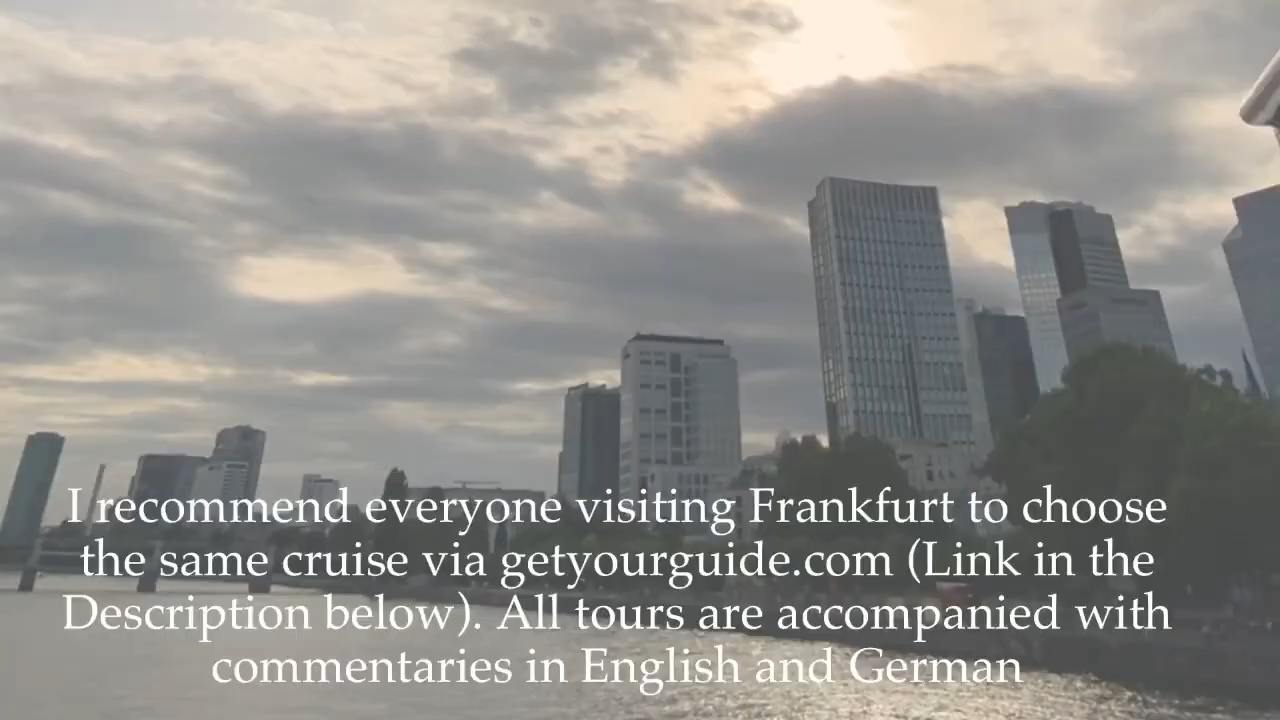 I recommend everyone visiting Frankfurt to choose
the same cruise via getyourguide.com (Link in the
Description below). All tours are accompanied with
commentaries in English and German